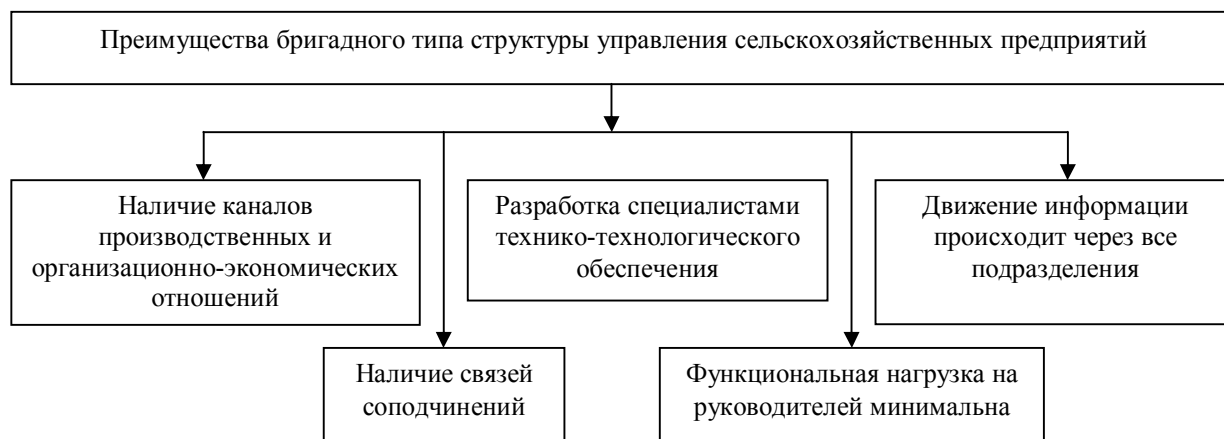 Преимущества бригадного типа структуры управления сельскохозяйственных предприятий
Наличие каналов
производственных и
организационно-экономических
отношений
Разработка специалистами
технико-технологического
обеспечения
Движение информации
происходит через все
подразделения
Наличие связей
соподчинений
Функциональная нагрузка на
руководителей минимальна